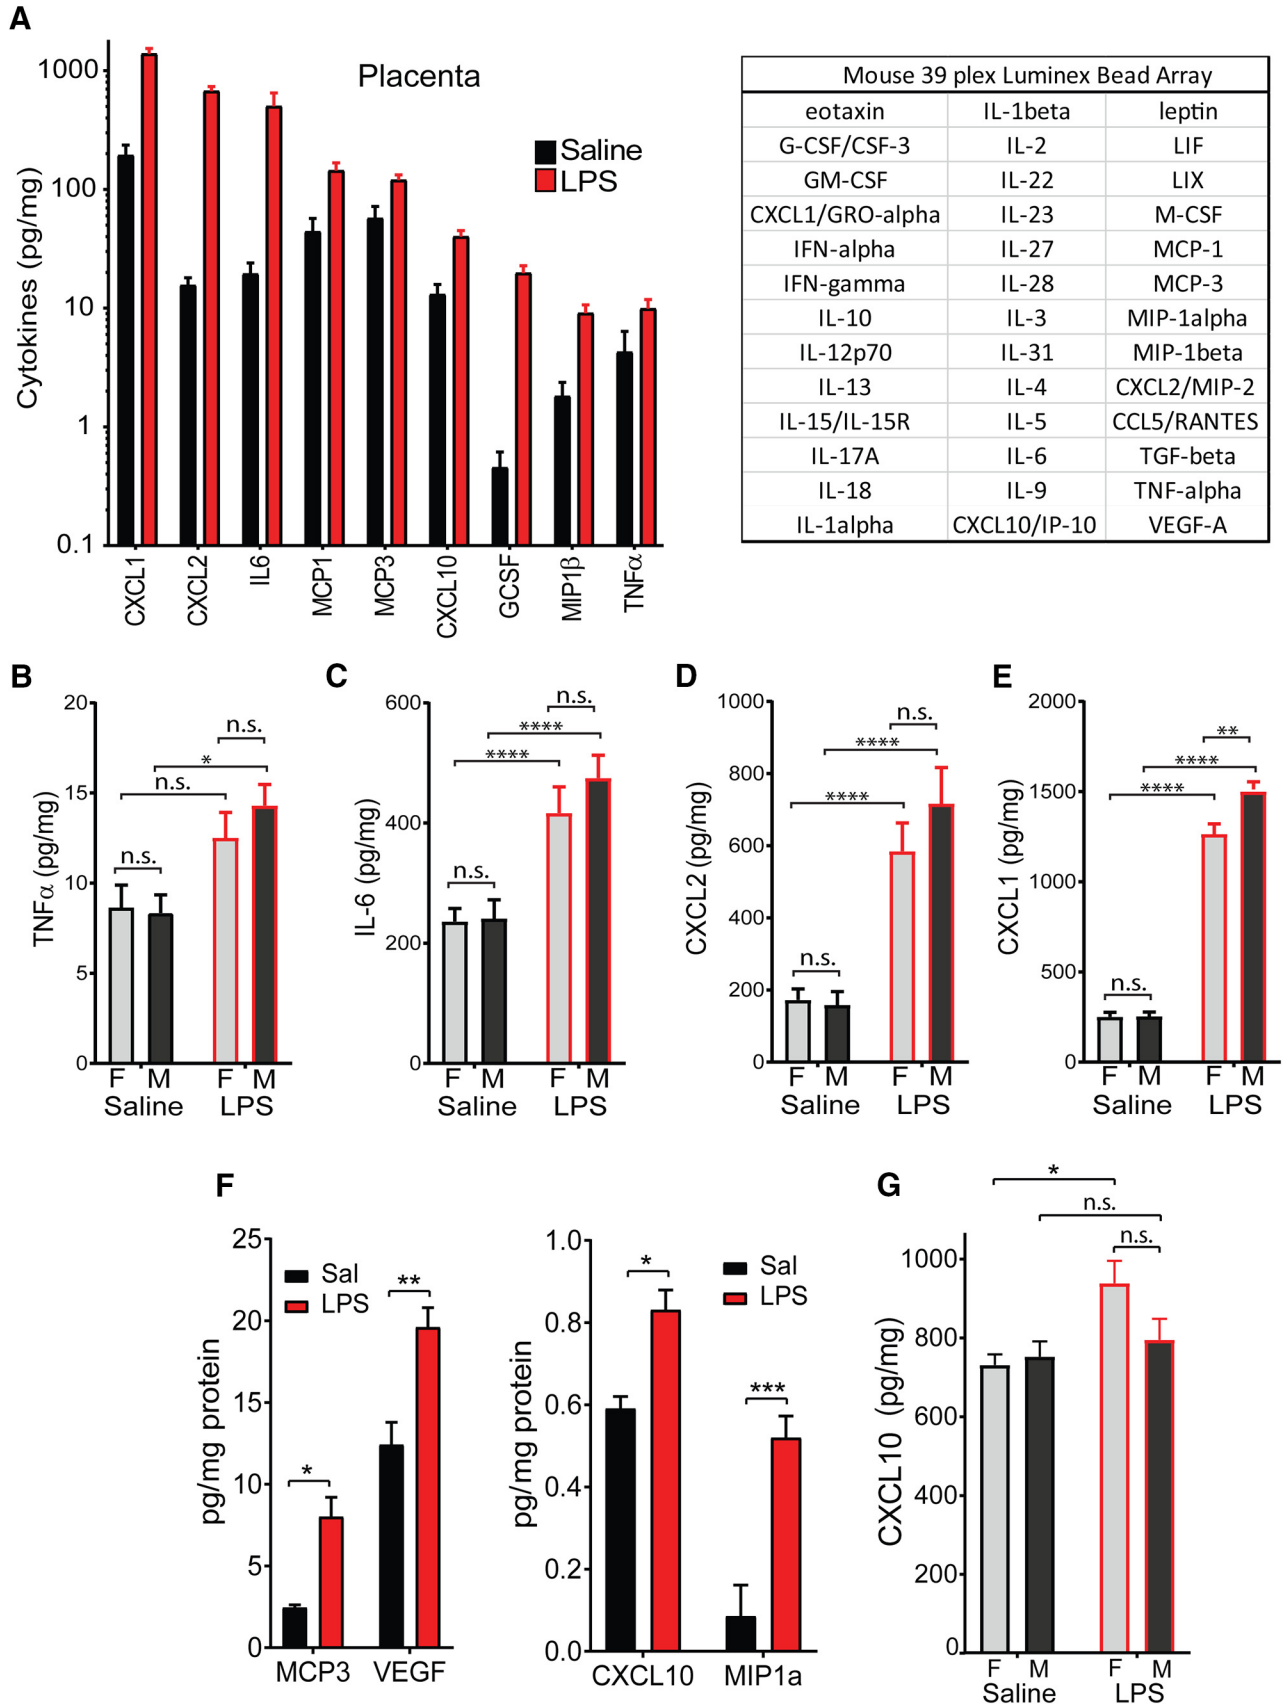 A
Placenta
Cytokines (pg/mg)
1000
100
10
1
0.1
Saline
LPS
CXCL1
CXCL2
IL6
MCP1
MCP3
CXCL10
GCSF
MIP1β
TNFα
Mouse 39 plex Luminex Bead Array
eotaxin IL-1beta leptin
G-CSF/CSF-3 IL-2 LIF
GM-CSF IL-22 LIX
CXCL1/GRO-alpha IL-23 M-CSF
IFN-alpha IL-27 MCP-1
IFN-gamma IL-28 MCP-3
IL-10 IL-3 MIP-1alpha
IL-12p70 IL-31 MIP-1beta
IL-13 IL-4 CXCL2/MIP-2
IL-15/IL-15R IL-5 CCL5/RANTES
IL-17A IL-6 TGF-beta
IL-18 IL-9 TNF-alpha
IL-1alpha CXCL10/IP-10 VEGF-A
B
TNFα (pg/mg)
20
15
10
5
0
n.s.
*
n.s.
n.s.
F M F M
Saline LPS
C
IL-6 (pg/mg)
600
400
200
0
n.s.
****
****
n.s.
F M F M
Saline LPS
D
CXCL2 (pg/mg)
1000
800
600
400
200
0
n.s.
****
****
n.s.
F M F M
Saline LPS
E
CXCL1 (pg/mg)
2000
1500
1000
500
0
**
****
****
n.s.
F M F M
Saline LPS
F
pg/mg protein
25
20
15
10
5
0
Sal
LPS
**
*
MCP3 VEGF
pg/mg protein
1.0
0.8
0.6
0.4
0.2
0.0
*
Sal
LPS
***
CXCL10 MIP1a
G
CXCL10 (pg/mg)
1000
800
600
400
200
0
*
n.s.
n.s.
F M F M
Saline LPS